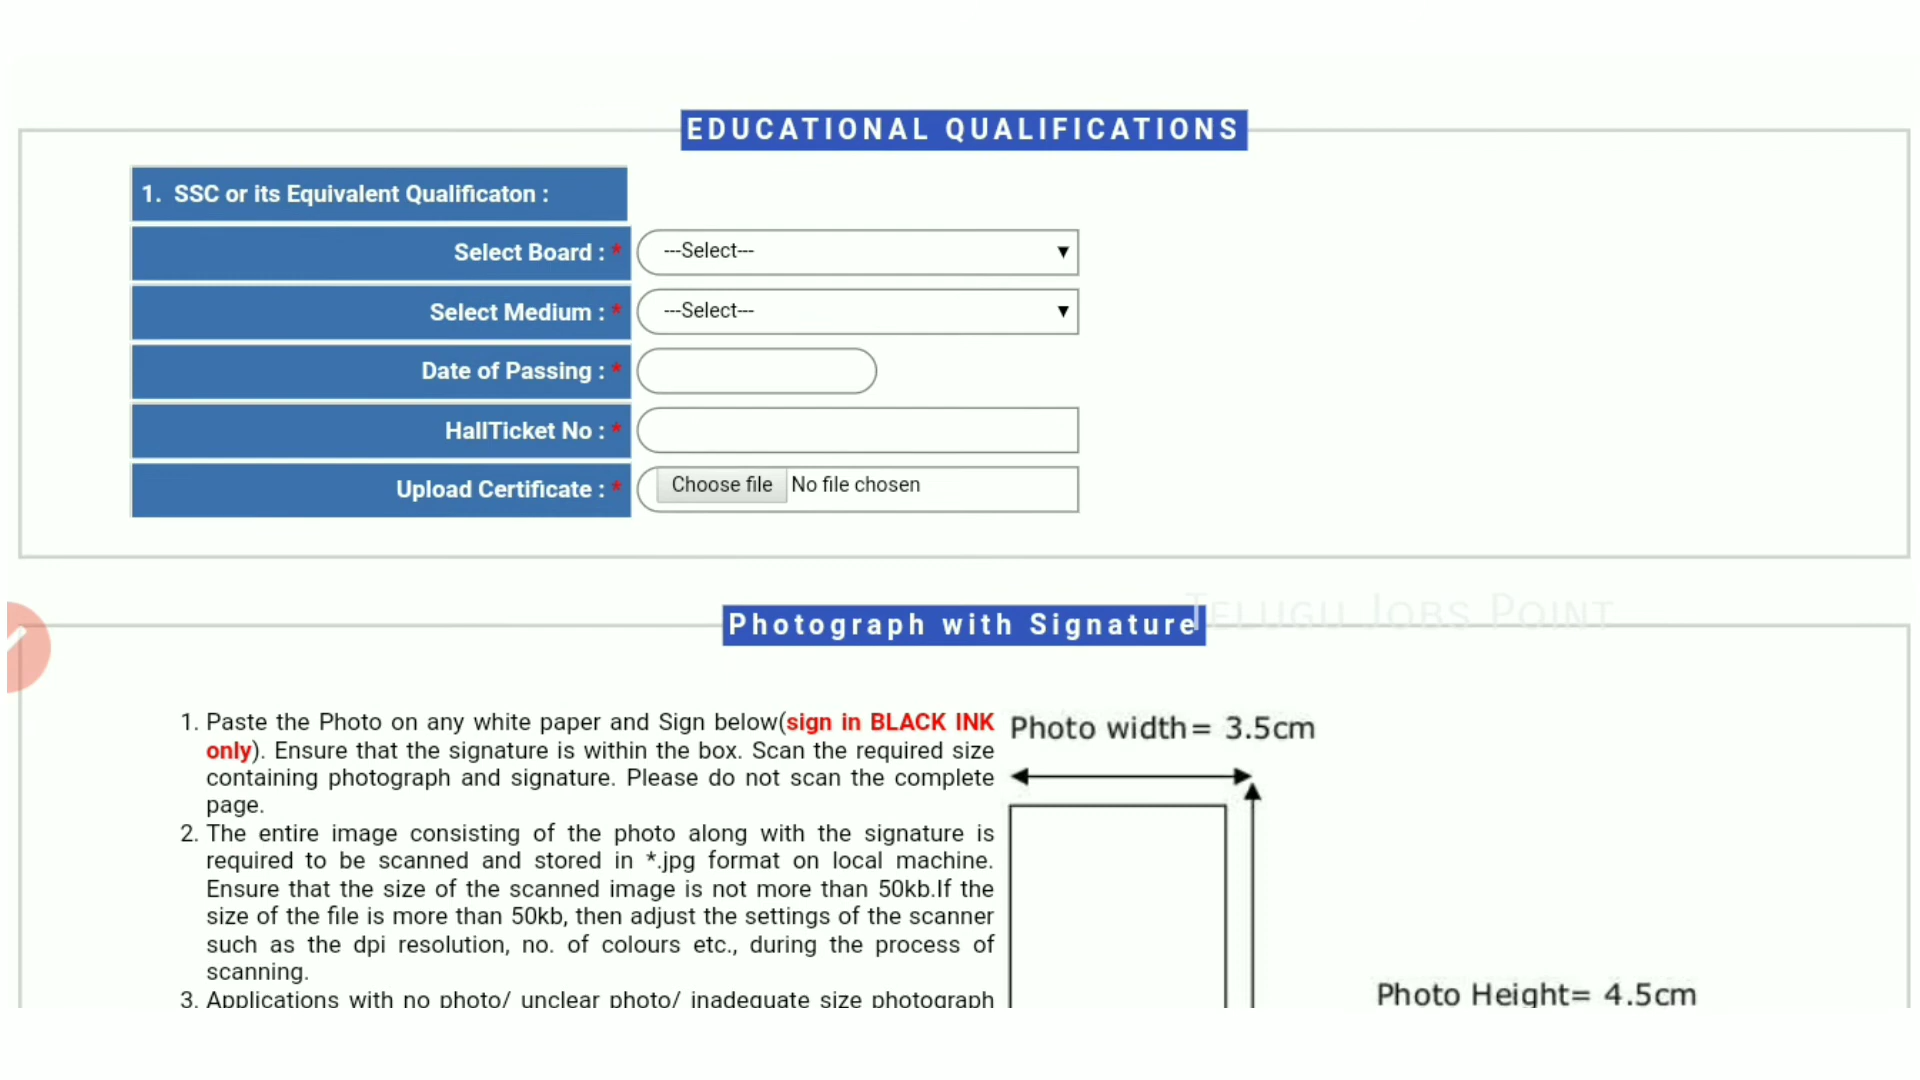 EDUCATIONAL QUALIFICATIONS
1. SSC or its Equivalent Qualificaton :
Select Board : * ---Select---
Select Medium : * ---Select---
Date of Passing : *
HallTicket No : *
Upload Certificate : * Choose file No file chosen
Photograph with Signature
TELUGU JOBS POINT
1. Paste the Photo on any white paper and Sign below(sign in BLACK INK
only). Ensure that the signature is within the box. Scan the required size
containing photograph and signature. Please do not scan the complete
page.
2. The entire image consisting of the photo along with the signature is
required to be scanned and stored in *.jpg format on local machine.
Ensure that the size of the scanned image is not more than 50kb.If the
size of the file is more than 50kb, then adjust the settings of the scanner
such as the dpi resolution, no. of colours etc., during the process of
scanning.
3. Applications with no photo/ unclear photo/ inadequate size photograph
Photo width= 3.5cm
Photo Height= 4.5cm